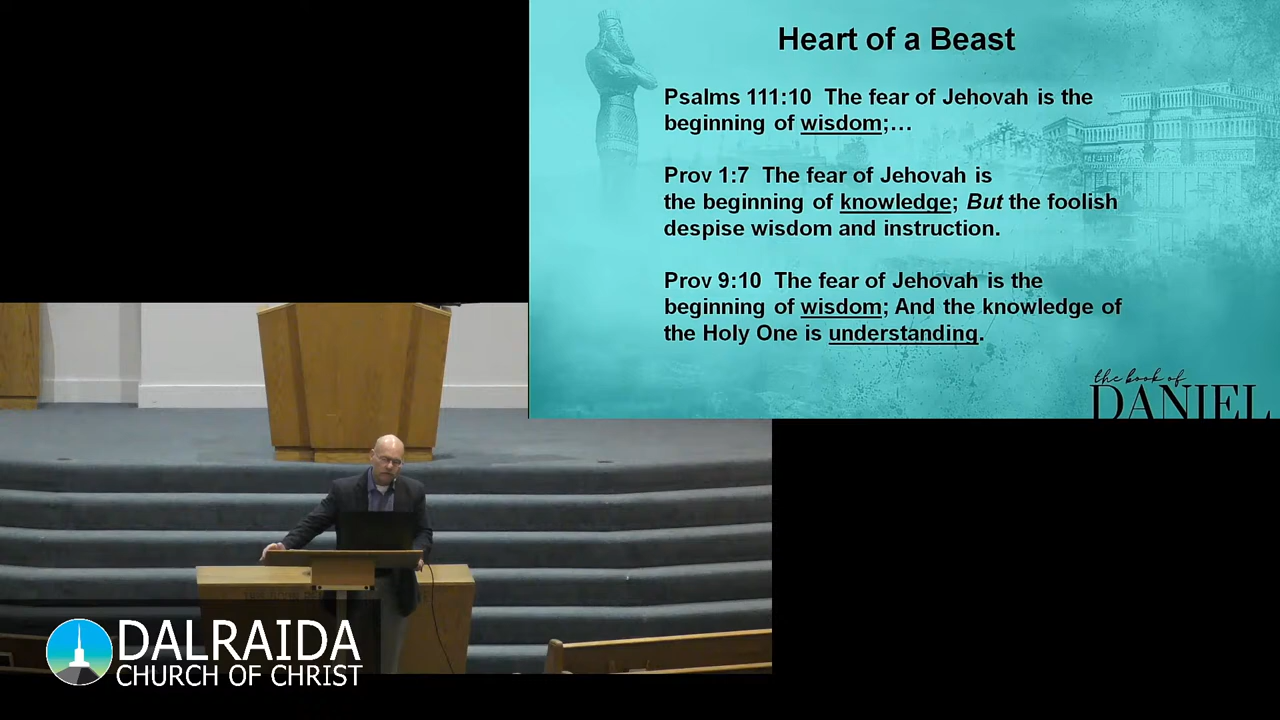 Heart of a Beast
Psalms 111:10 The fear of Jehovah is the
beginning of wisdom;…
Prov 1:7 The fear of Jehovah is
the beginning of knowledge; But the foolish
despise wisdom and instruction.
Prov 9:10 The fear of Jehovah is the
beginning of wisdom; And the knowledge of
the Holy One is understanding.
the book of
DANIEL
DALRAIDA
CHURCH OF CHRIST